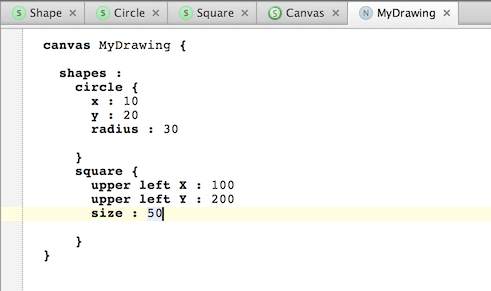 Shape Circle Square Canvas MyDrawing
canvas MyDrawing {
shapes :
circle {
x : 10
y : 20
radius : 30
}
square {
upper left X : 100
upper left Y : 200
size : 50
}
}